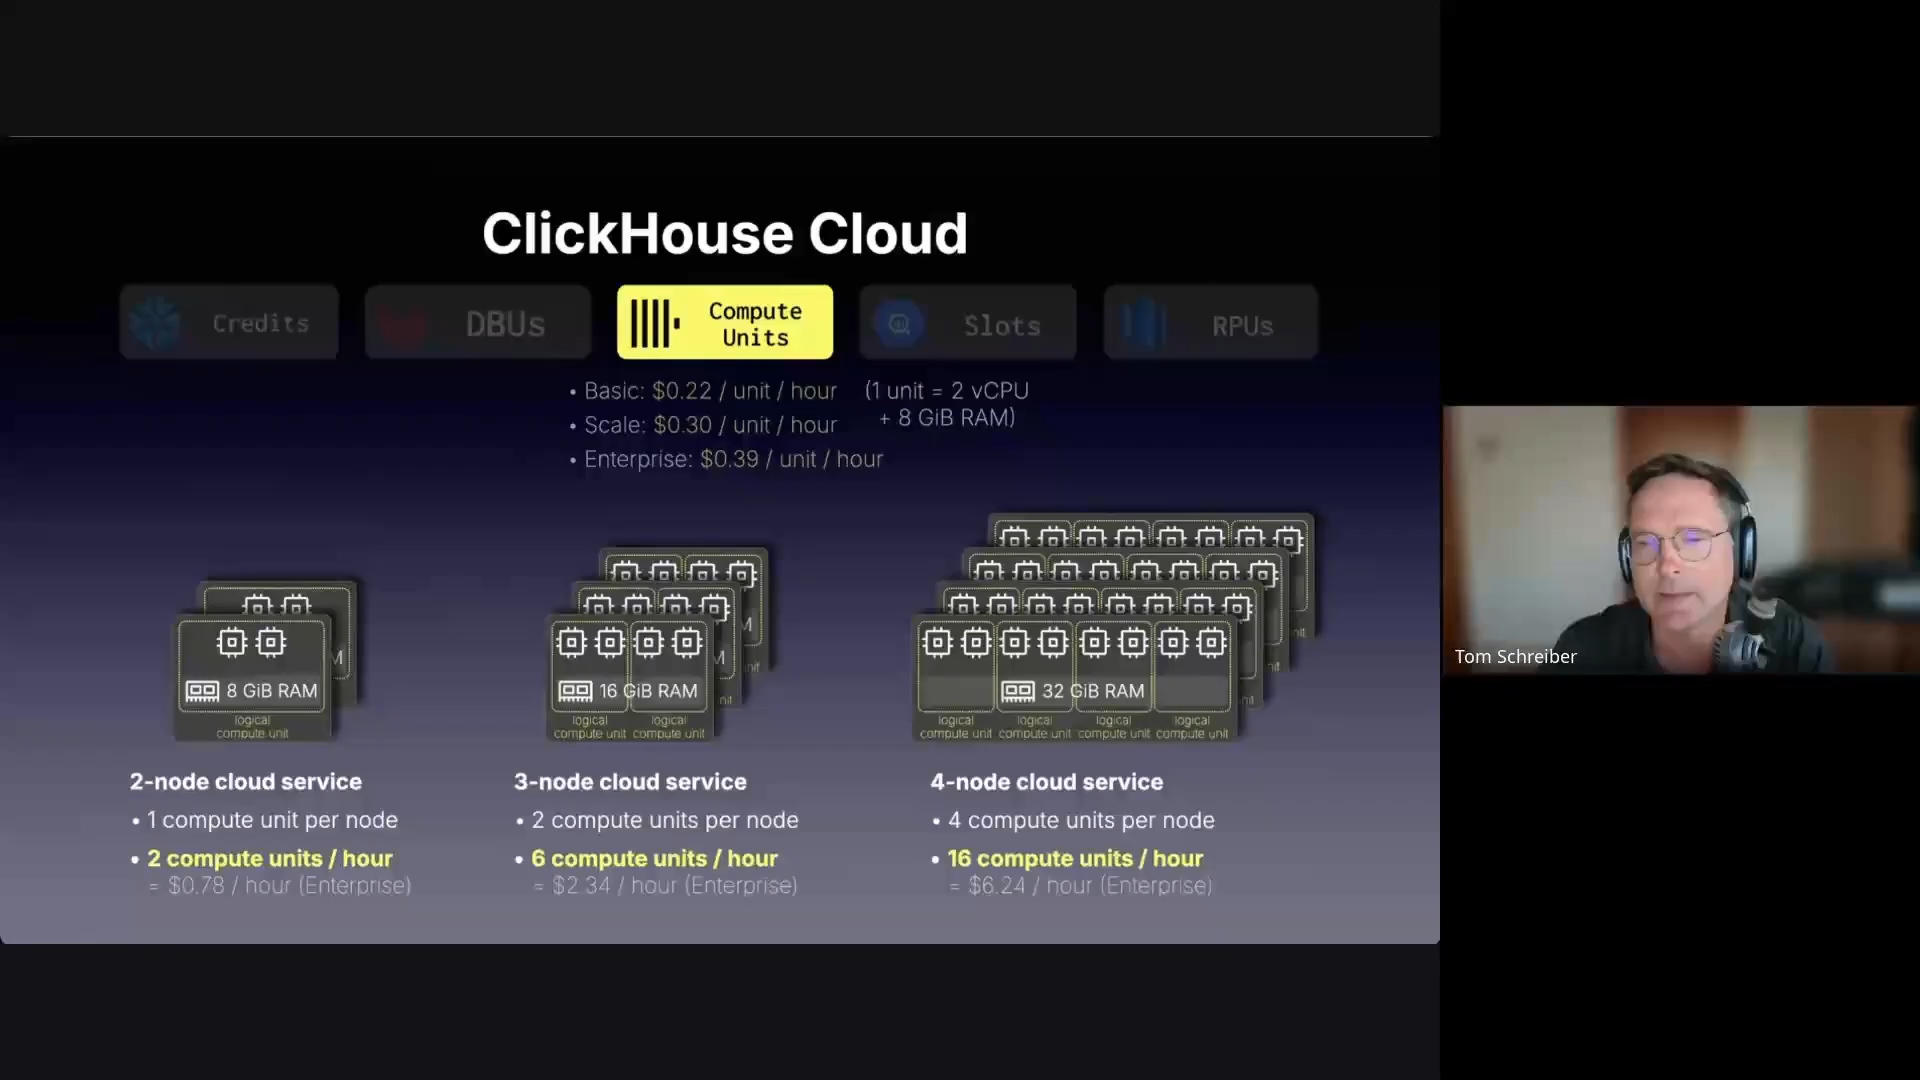 ClickHouse Cloud
Credits
DBUs
Compute
Units
Slots
RPUs
• Basic: $0.22 / unit / hour
• Scale: $0.30 / unit / hour
• Enterprise: $0.39 / unit / hour
(1 unit = 2 vCPU
+ 8 GiB RAM)
M
8 GiB RAM
logical
compute unit
M
M
nit
nit
16 GiB RAM
logical
compute unit
logical
compute unit
nit
nit
nit
32 GiB RAM
logical
compute unit
logical
compute unit
logical
compute unit
logical
compute unit
2-node cloud service
• 1 compute unit per node
• 2 compute units / hour
= $0.78 / hour (Enterprise)
3-node cloud service
• 2 compute units per node
• 6 compute units / hour
= $2.34 / hour (Enterprise)
4-node cloud service
• 4 compute units per node
• 16 compute units / hour
= $6.24 / hour (Enterprise)
Tom Schreiber